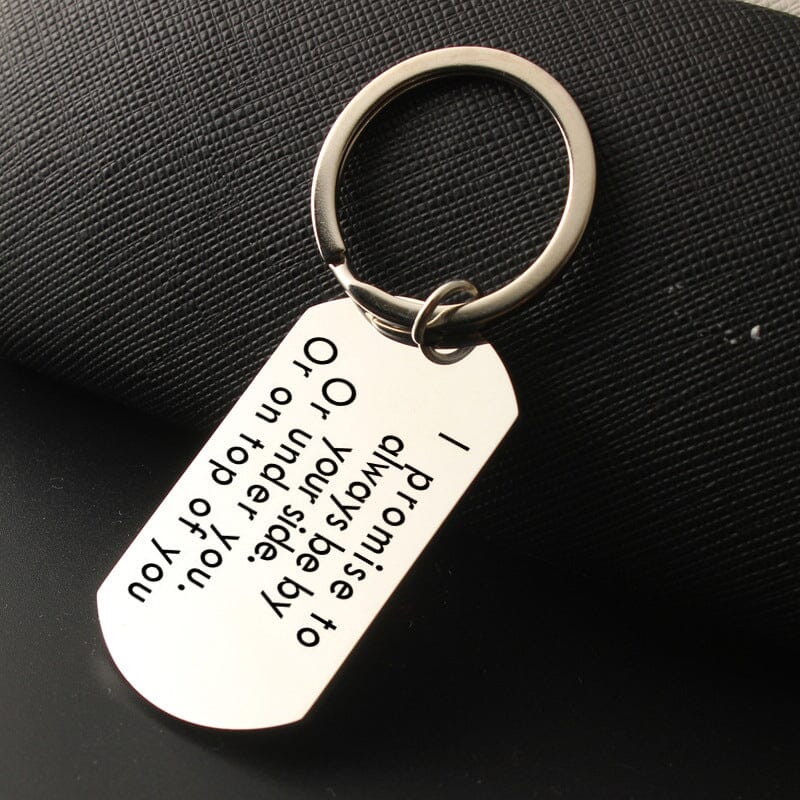 I promise to
always be by
your side.
Or under you.
Or on top of you